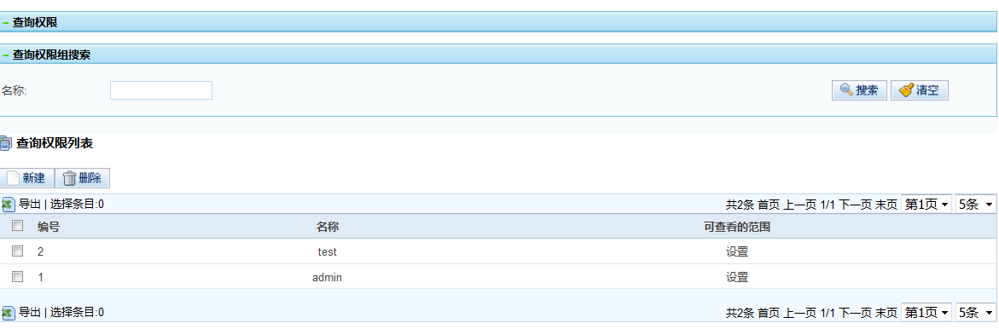 查询权限
查询权限组搜索
名称: 搜索 清空
查询权限列表
新建 删除
导出 | 选择条目:0 共2条 首页 上一页 1/1 下一页 末页 第1页 5条
编号 名称 可查看的范围
2 test 设置
1 admin 设置
导出 | 选择条目:0 共2条 首页 上一页 1/1 下一页 末页 第1页 5条